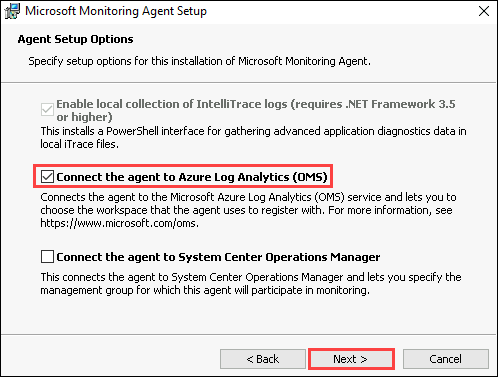 Microsoft Monitoring Agent Setup
Agent Setup Options
Specify setup options for this installation of Microsoft Monitoring Agent.
Enable local collection of IntelliTrace logs (requires .NET Framework 3.5
or higher)
This installs a PowerShell interface for gathering advanced application diagnostics data in
local iTrace files.
Connect the agent to Azure Log Analytics (OMS)
Connects the agent to the Microsoft Azure Log Analytics (OMS) service and lets you to
choose the workspace that the agent uses to register with. For more information, see
https://www.microsoft.com/oms.
Connect the agent to System Center Operations Manager
This connects the agent to System Center Operations Manager and lets you specify the
management group for which this agent will participate in monitoring.
< Back
Next >
Cancel